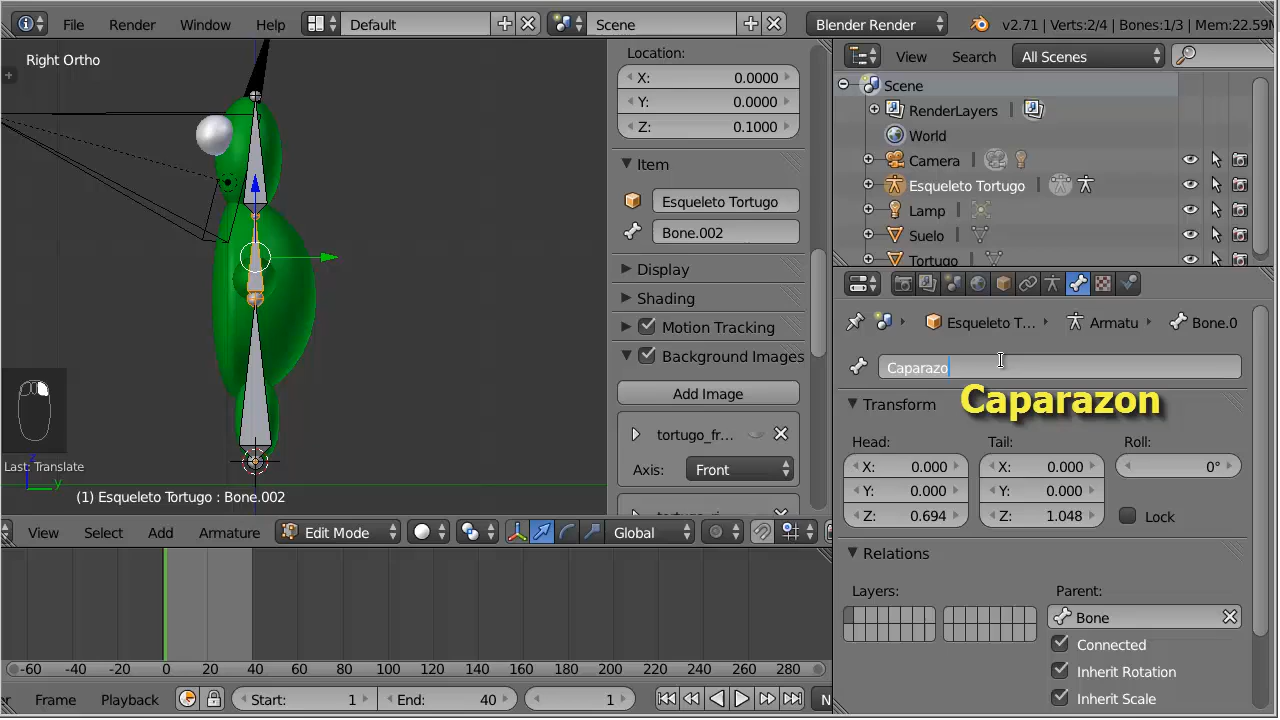 File Render Window Help Default Scene Blender Render v2.71 | Verts:2/4 | Bones:1/3 | Mem:22.59M
Right Ortho
Location:
X: 0.0000
Y: 0.0000
Z: 0.1000
Item
Esqueleto Tortugo
Bone.002
Display
Shading
Motion Tracking
Background Images
Add Image
tortugo_fr...
Axis: Front
Last: Translate
z
y
(1) Esqueleto Tortugo : Bone.002
View Select Add Armature Edit Mode Global
-60 -40 -20 0 20 40 60 80 100 120 140 160 180 200 220 240 260 280
Frame Playback Start: 1 End: 40 1 N
View Search All Scenes
Scene
RenderLayers
World
Camera
Esqueleto Tortugo
Lamp
Suelo
Tortugo
Esqueleto T... Armatu Bone.0
Caparazo
Caparazon
Transform
Head: Tail: Roll:
X: 0.000 X: 0.000 0°
Y: 0.000 Y: 0.000
Z: 0.694 Z: 1.048 Lock
Relations
Layers: Parent:
Bone
Connected
Inherit Rotation
Inherit Scale